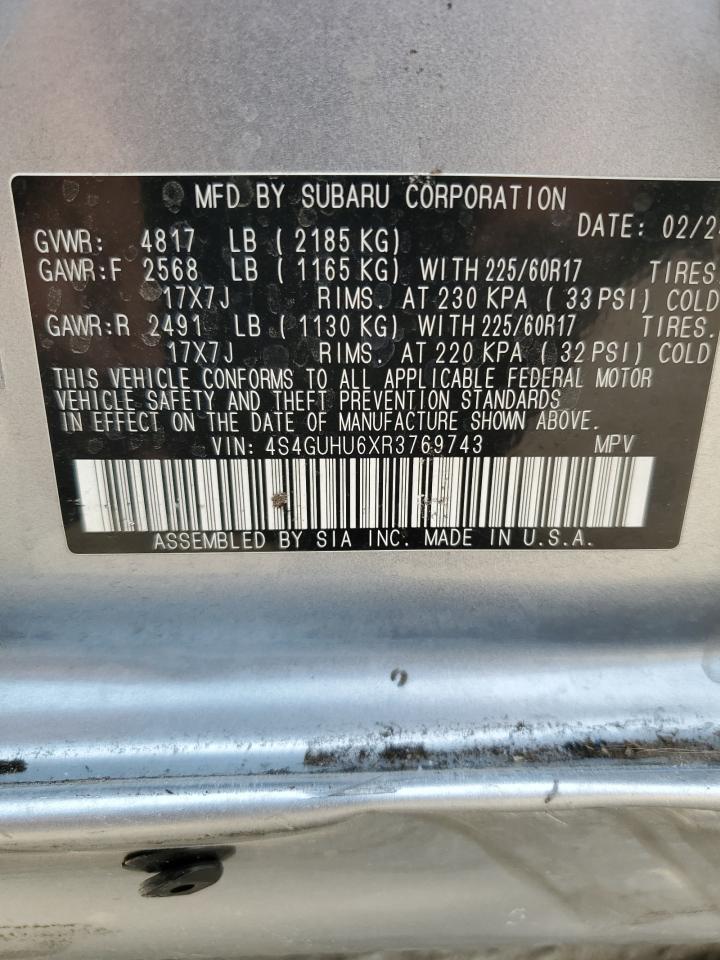 MFD BY SUBARU CORPORATION
DATE: 02/2
GVWR: 4817 LB ( 2185 KG)
GAWR:F 2568 LB ( 1165 KG) WITH 225/60R17 TIRES
17X7J RIMS. AT 230 KPA ( 33 PSI) COLD
GAWR:R 2491 LB ( 1130 KG) WITH 225/60R17 TIRES.
17X7J RIMS. AT 220 KPA ( 32 PSI) COLD
THIS VEHICLE CONFORMS TO ALL APPLICABLE FEDERAL MOTOR
VEHICLE SAFETY AND THEFT PREVENTION STANDARDS
IN EFFECT ON THE DATE OF MANUFACTURE SHOWN ABOVE.
VIN: 4S4GUHU6XR3769743 MPV
ASSEMBLED BY SIA INC. MADE IN U.S.A.